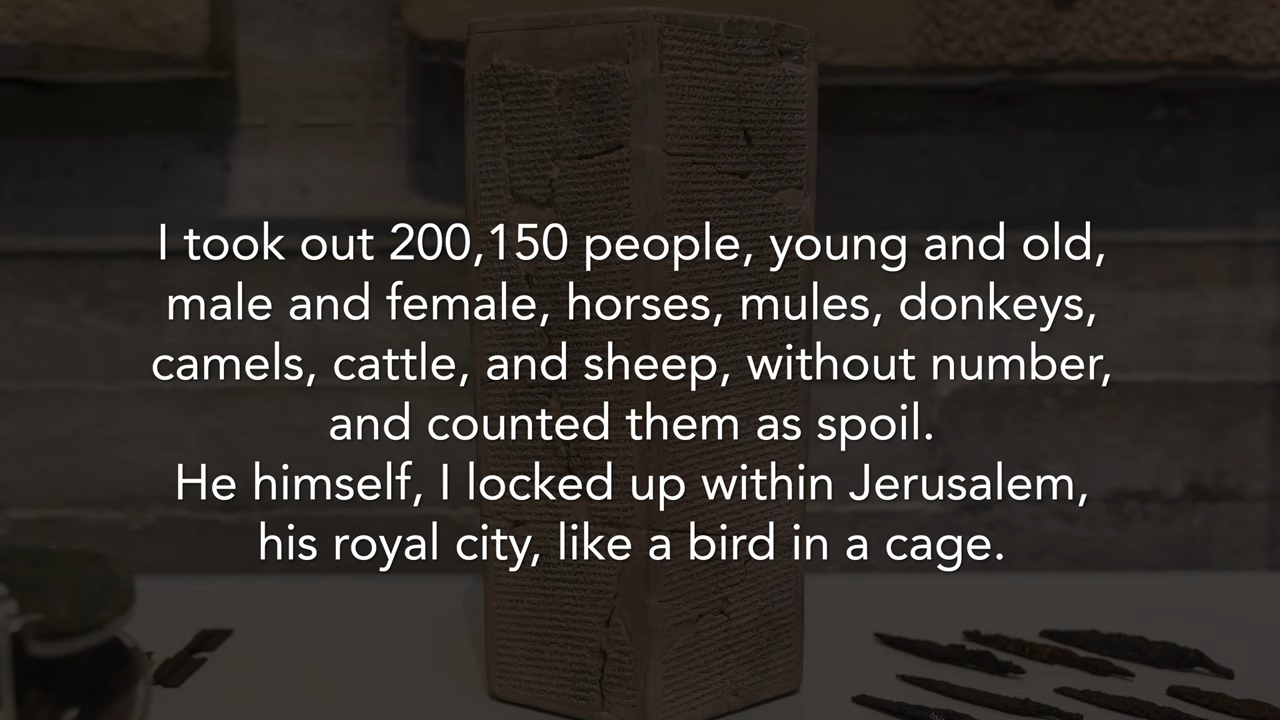 I took out 200,150 people, young and old,
male and female, horses, mules, donkeys,
camels, cattle, and sheep, without number,
and counted them as spoil.
He himself, I locked up within Jerusalem,
his royal city, like a bird in a cage.